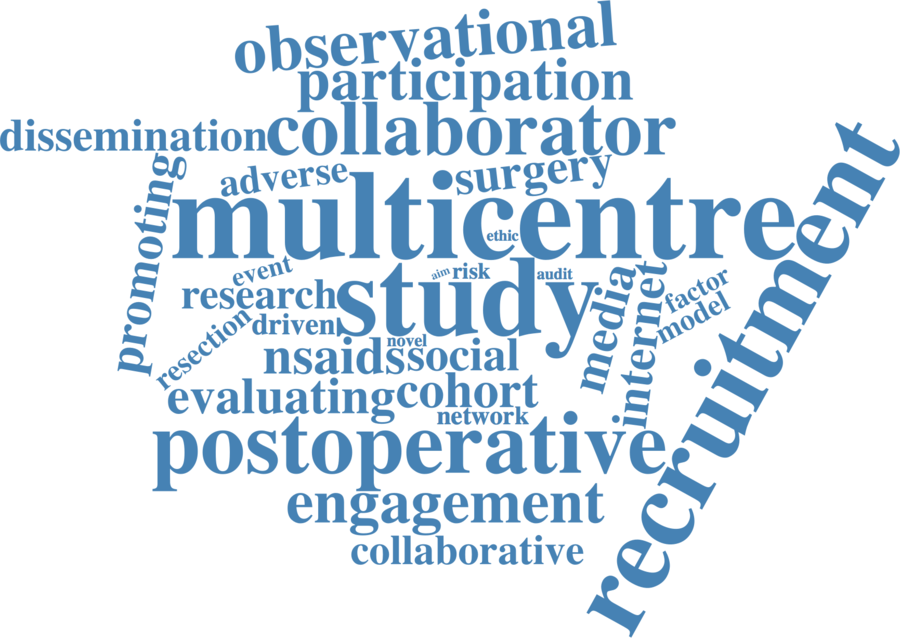 observational
participation
dissemination
collaborator
adverse
surgery
promoting
multicentre
ethic
recruitment
event
aim
risk
audit
research
study
media
internet
factor
model
driven
resection
novel
nsaids
social
evaluating
cohort
network
postoperative
engagement
collaborative